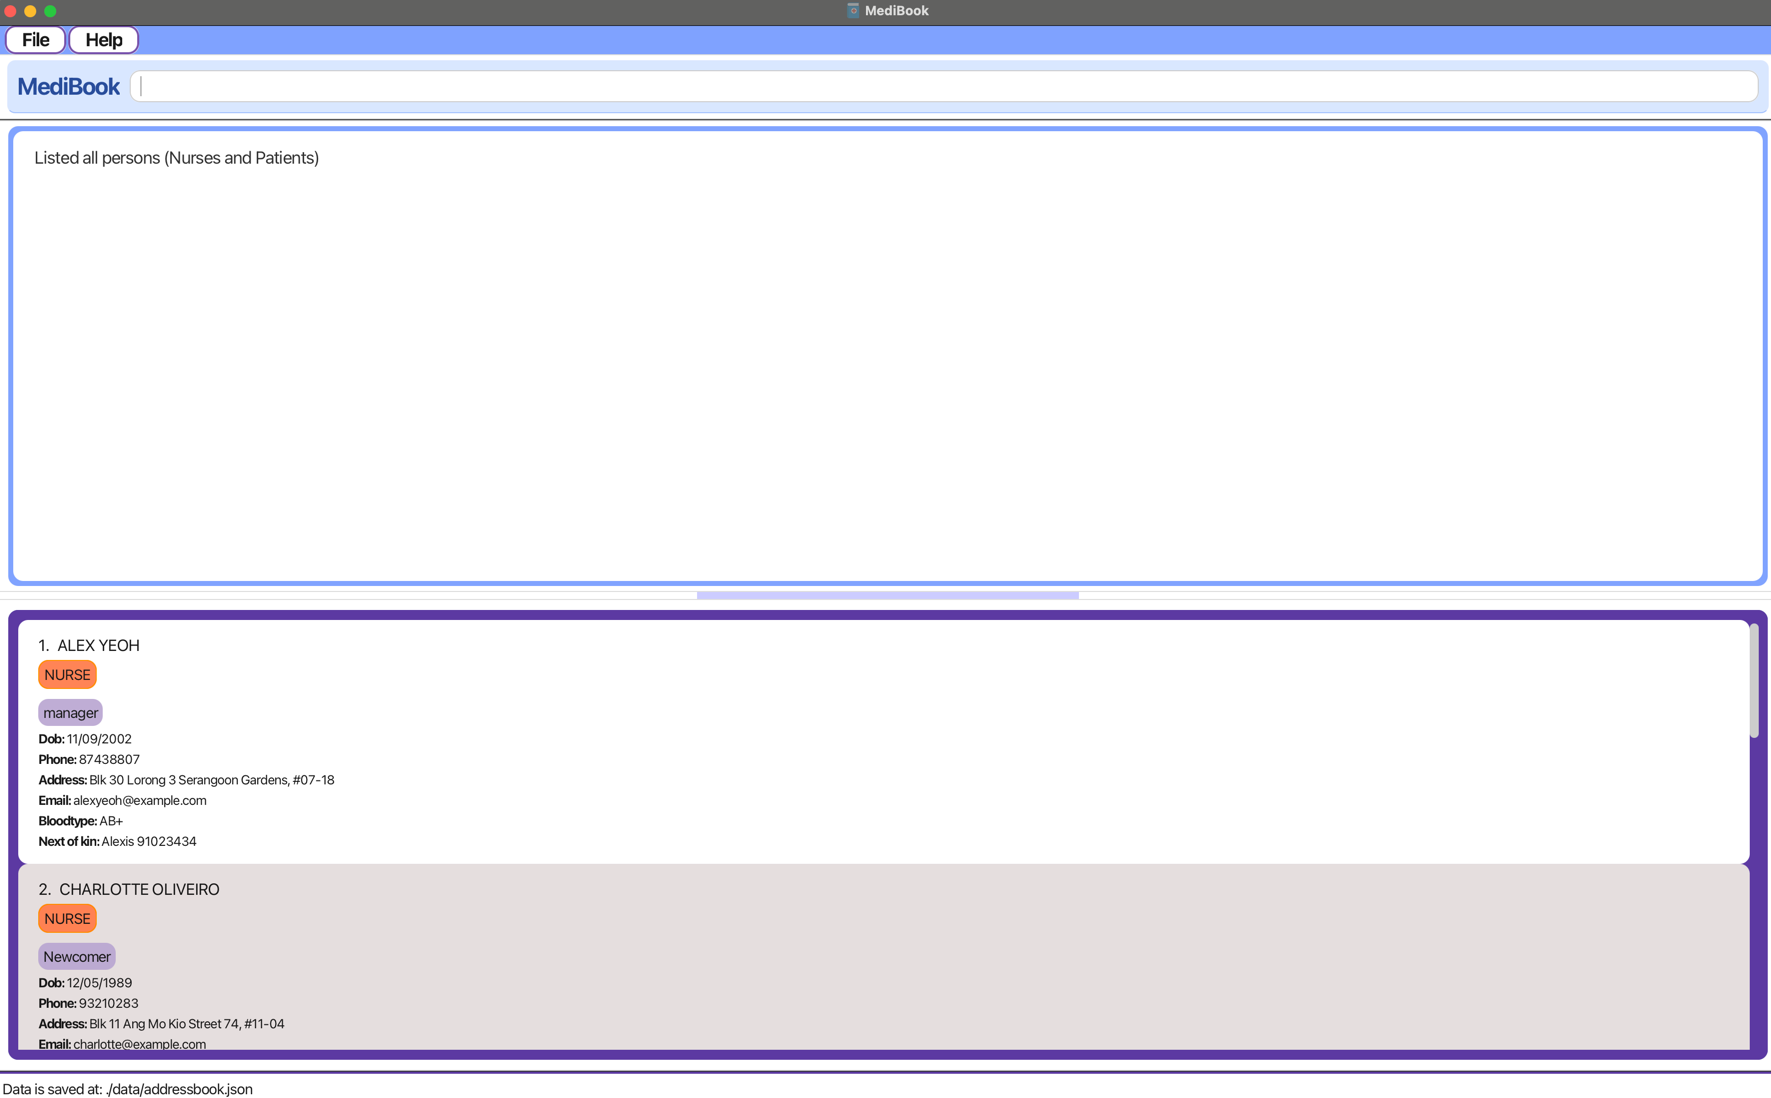 MediBook
File Help
MediBook
Listed all persons (Nurses and Patients)
1. ALEX YEOH
NURSE
manager
Dob: 11/09/2002
Phone: 87438807
Address: Blk 30 Lorong 3 Serangoon Gardens, #07-18
Email: alexyeoh@example.com
Bloodtype: AB+
Next of kin: Alexis 91023434
2. CHARLOTTE OLIVEIRO
NURSE
Newcomer
Dob: 12/05/1989
Phone: 93210283
Address: Blk 11 Ang Mo Kio Street 74, #11-04
Email: charlotte@example.com
Data is saved at: ./data/addressbook.json